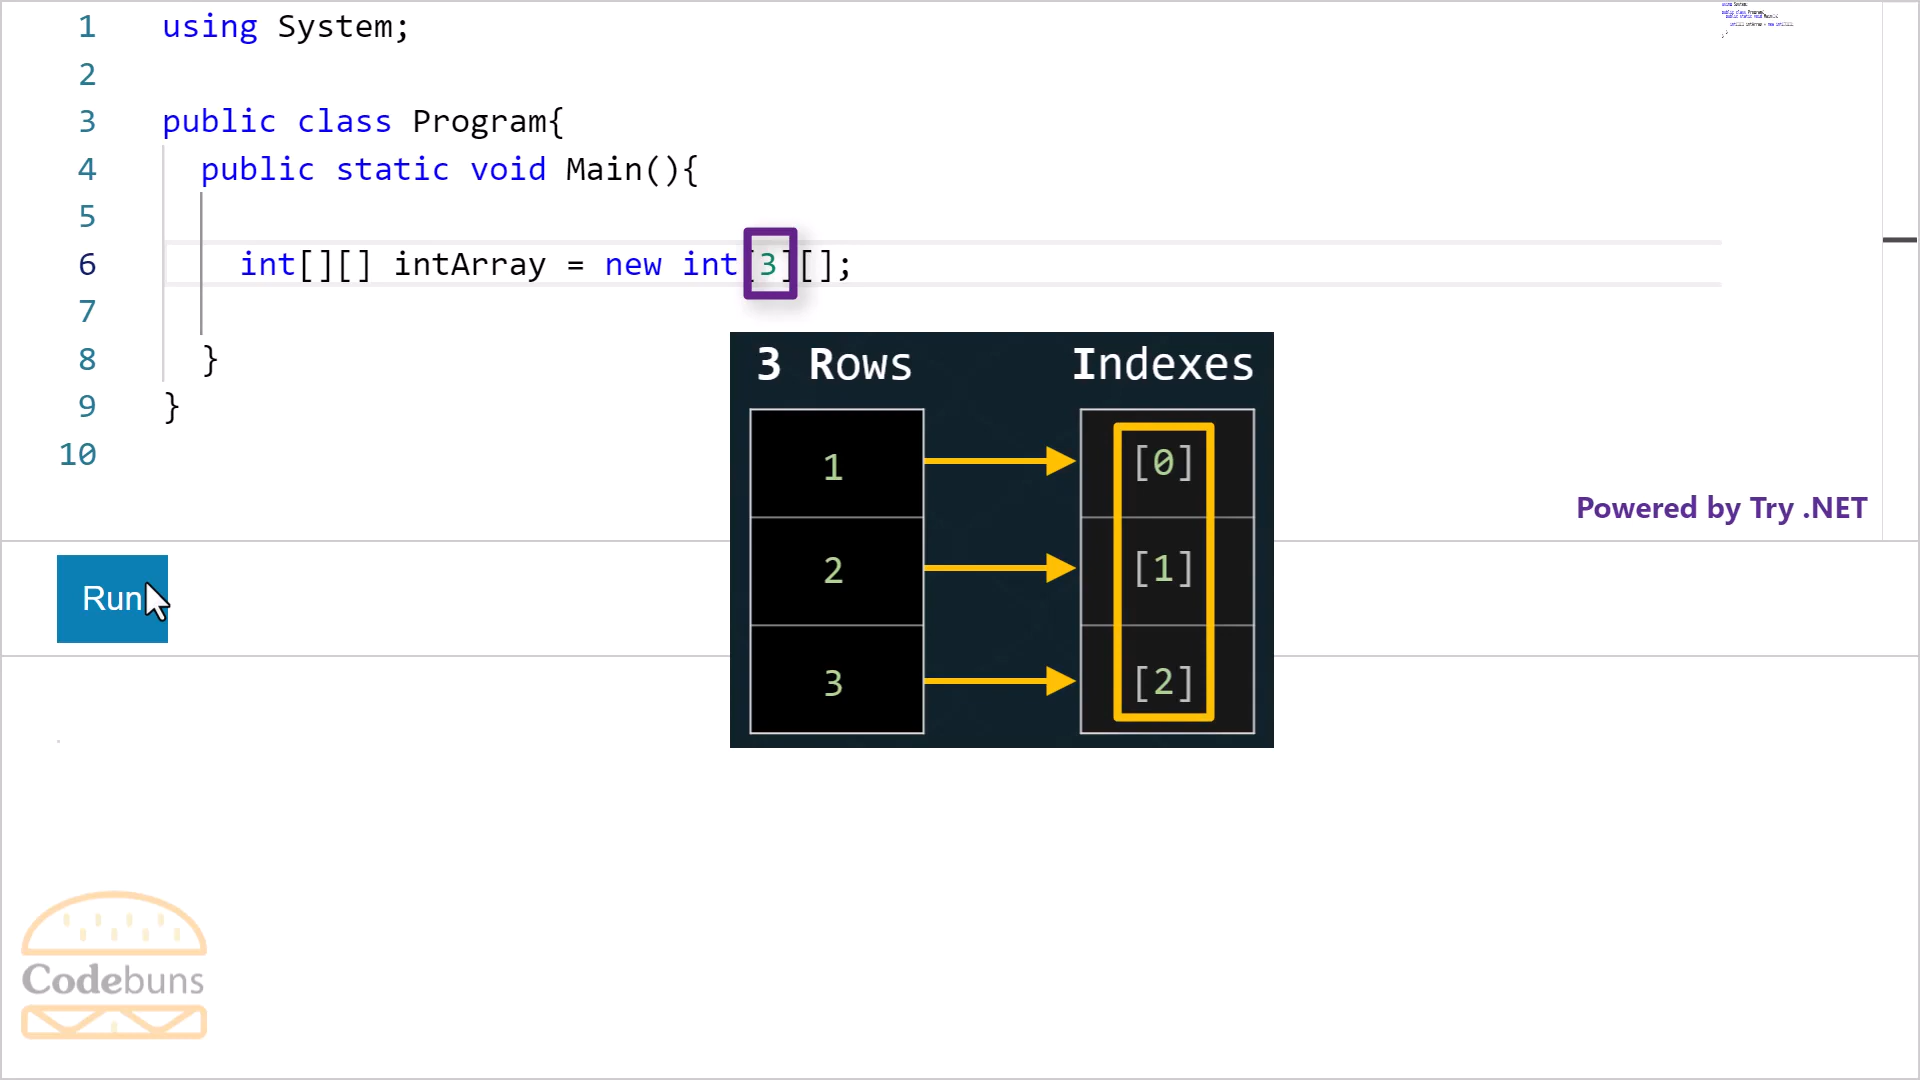 1 using System;
2
3 public class Program{
4 public static void Main(){
5
6 int[][] intArray = new int[3][];
7
8 }
9 }
10
3 Rows Indexes
1 [0]
2 [1]
3 [2]
Powered by Try .NET
Run
Codebuns